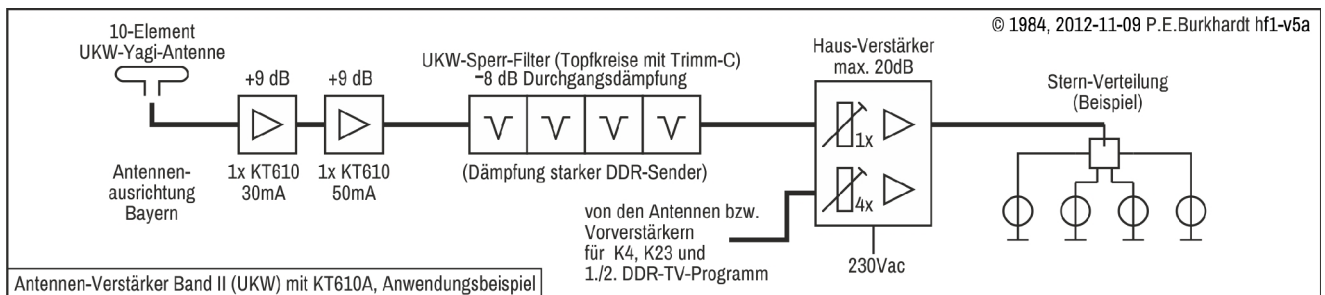 © 1984, 2012-11-09 P.E.Burkhardt hf1-v5a
10-Element
UKW-Yagi-Antenne
+9 dB
+9 dB
UKW-Sperr-Filter (Topfkreise mit Trimm-C)
−8 dB Durchgangsdämpfung
Haus-Verstärker
max. 20dB
Stern-Verteilung
(Beispiel)
1x
4x
Antennen-
ausrichtung
Bayern
1x KT610
30mA
1x KT610
50mA
(Dämpfung starker DDR-Sender)
von den Antennen bzw.
Vorverstärkern
für K4, K23 und
1./2. DDR-TV-Programm
230Vac
Antennen-Verstärker Band II (UKW) mit KT610A, Anwendungsbeispiel